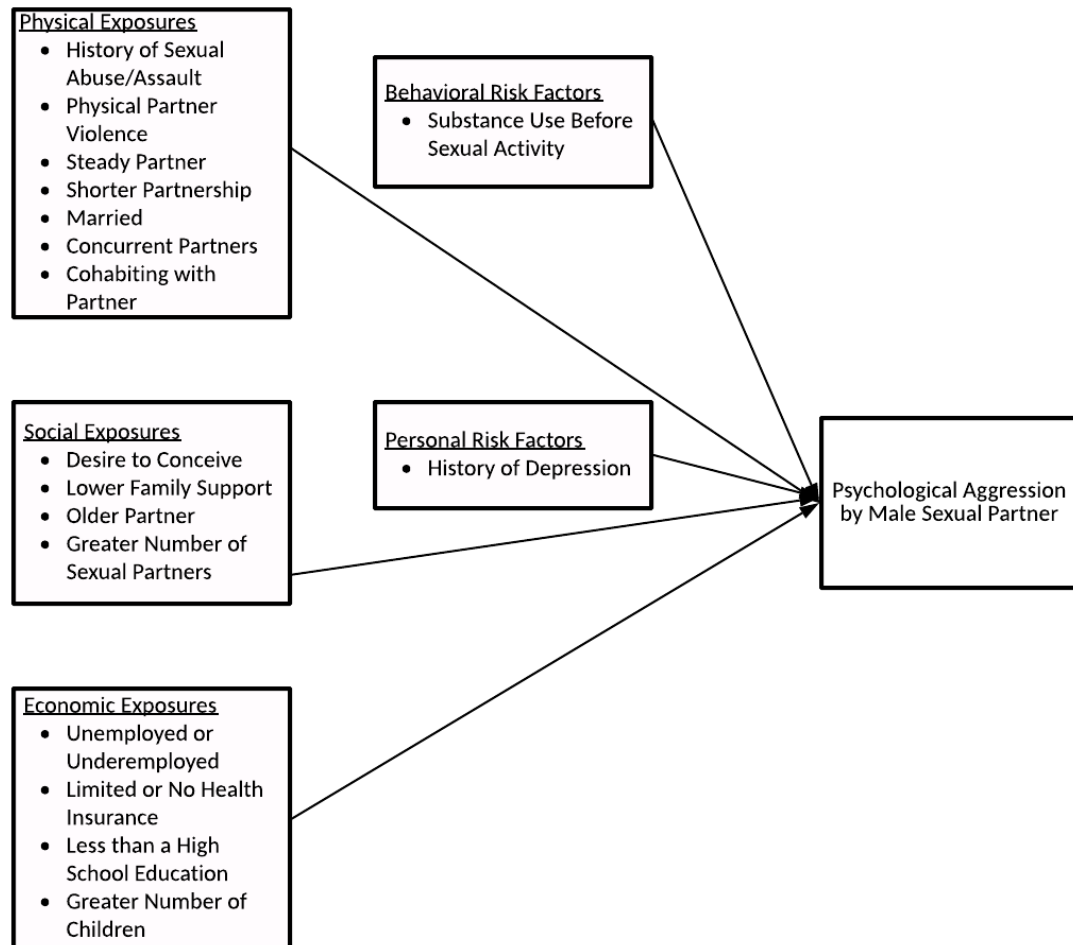 Physical Exposures
• History of Sexual
Abuse/Assault
• Physical Partner
Violence
• Steady Partner
• Shorter Partnership
• Married
• Concurrent Partners
• Cohabiting with
Partner
Behavioral Risk Factors
• Substance Use Before
Sexual Activity
Social Exposures
• Desire to Conceive
• Lower Family Support
• Older Partner
• Greater Number of
Sexual Partners
Personal Risk Factors
• History of Depression
Psychological Aggression
by Male Sexual Partner
Economic Exposures
• Unemployed or
Underemployed
• Limited or No Health
Insurance
• Less than a High
School Education
• Greater Number of
Children